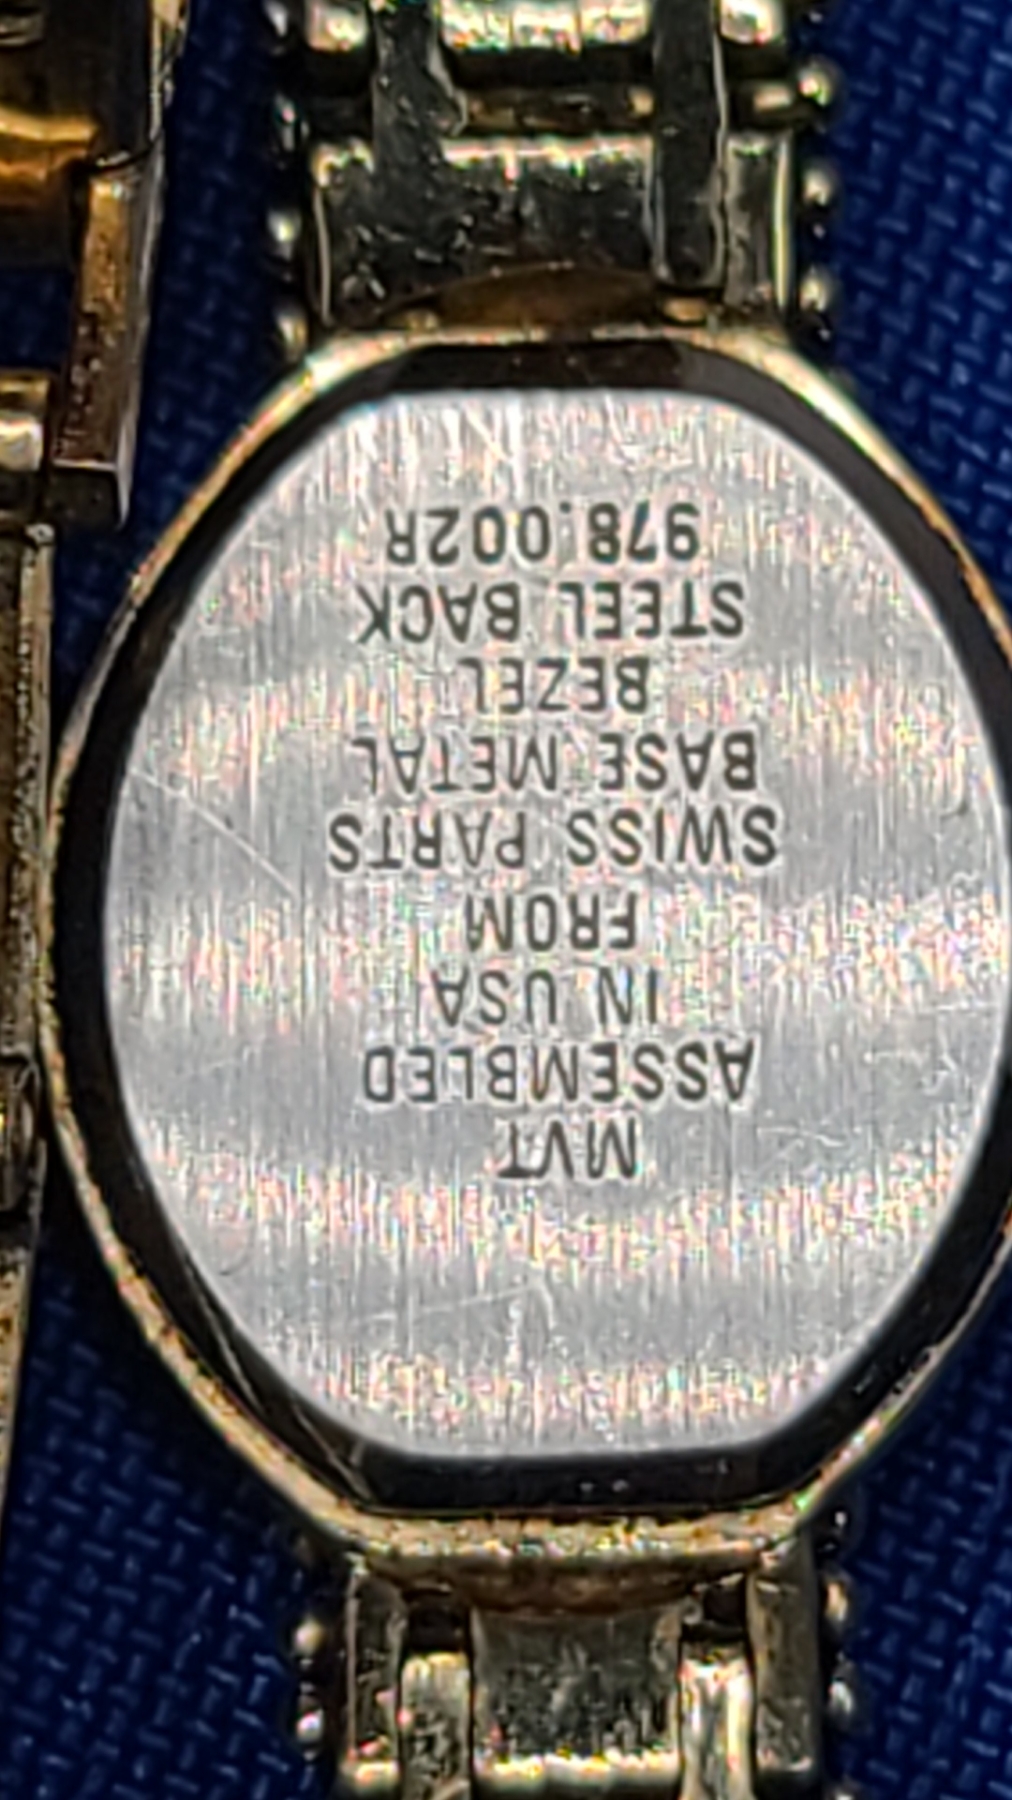 MVT
ASSEMBLED
IN USA
FROM
SWISS PARTS
BASE METAL
BEZEL
STEEL BACK
978.002R